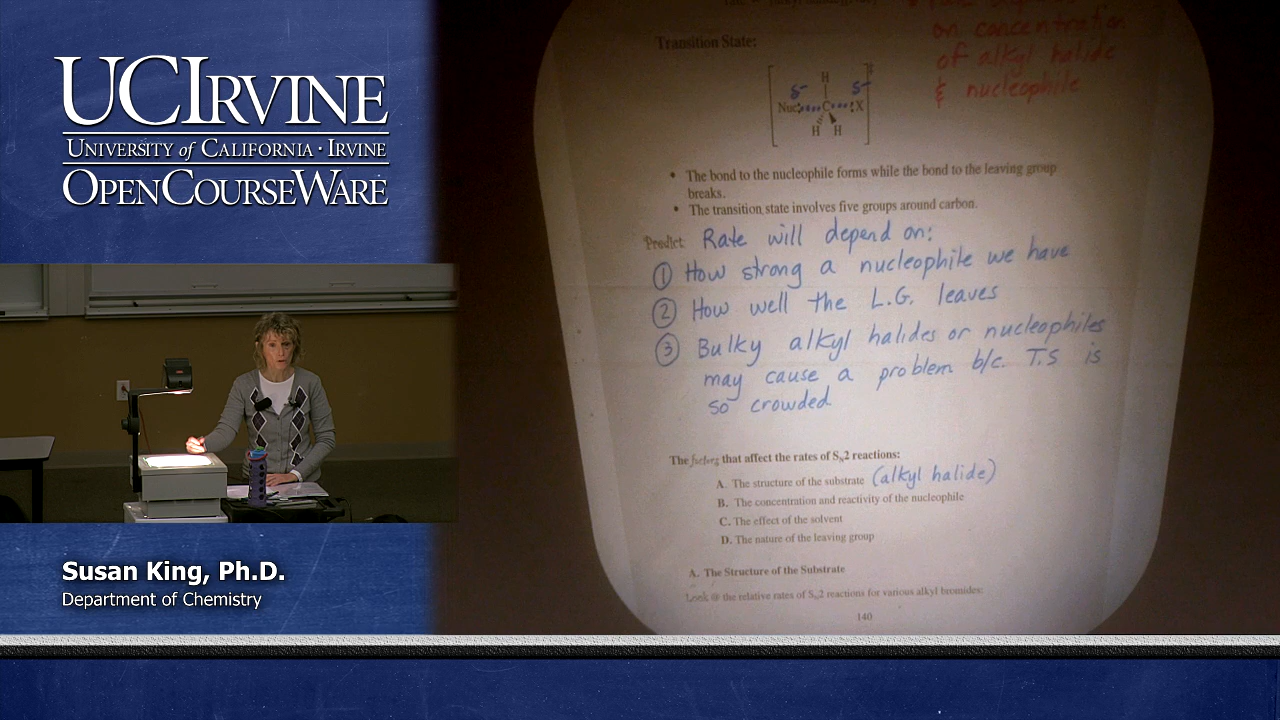 UCIRVINE
UNIVERSITY of CALIFORNIA · IRVINE
OPENCOURSEWARE
Susan King, Ph.D.
Department of Chemistry
on concentration
of alkyl halide
& nucleophile
Transition State:
H
δ- δ-
Nuc C X
H H
• The bond to the nucleophile forms while the bond to the leaving group
breaks.
• The transition state involves five groups around carbon.
Predict: Rate will depend on:
① How strong a nucleophile we have
② How well the L.G. leaves
③ Bulky alkyl halides or nucleophiles
may cause a problem b/c. T.S is
so crowded
The factors that affect the rates of SN2 reactions:
A. The structure of the substrate (alkyl halide)
B. The concentration and reactivity of the nucleophile
C. The effect of the solvent
D. The nature of the leaving group
A. The Structure of the Substrate
Look @ the relative rates of SN2 reactions for various alkyl bromides:
140